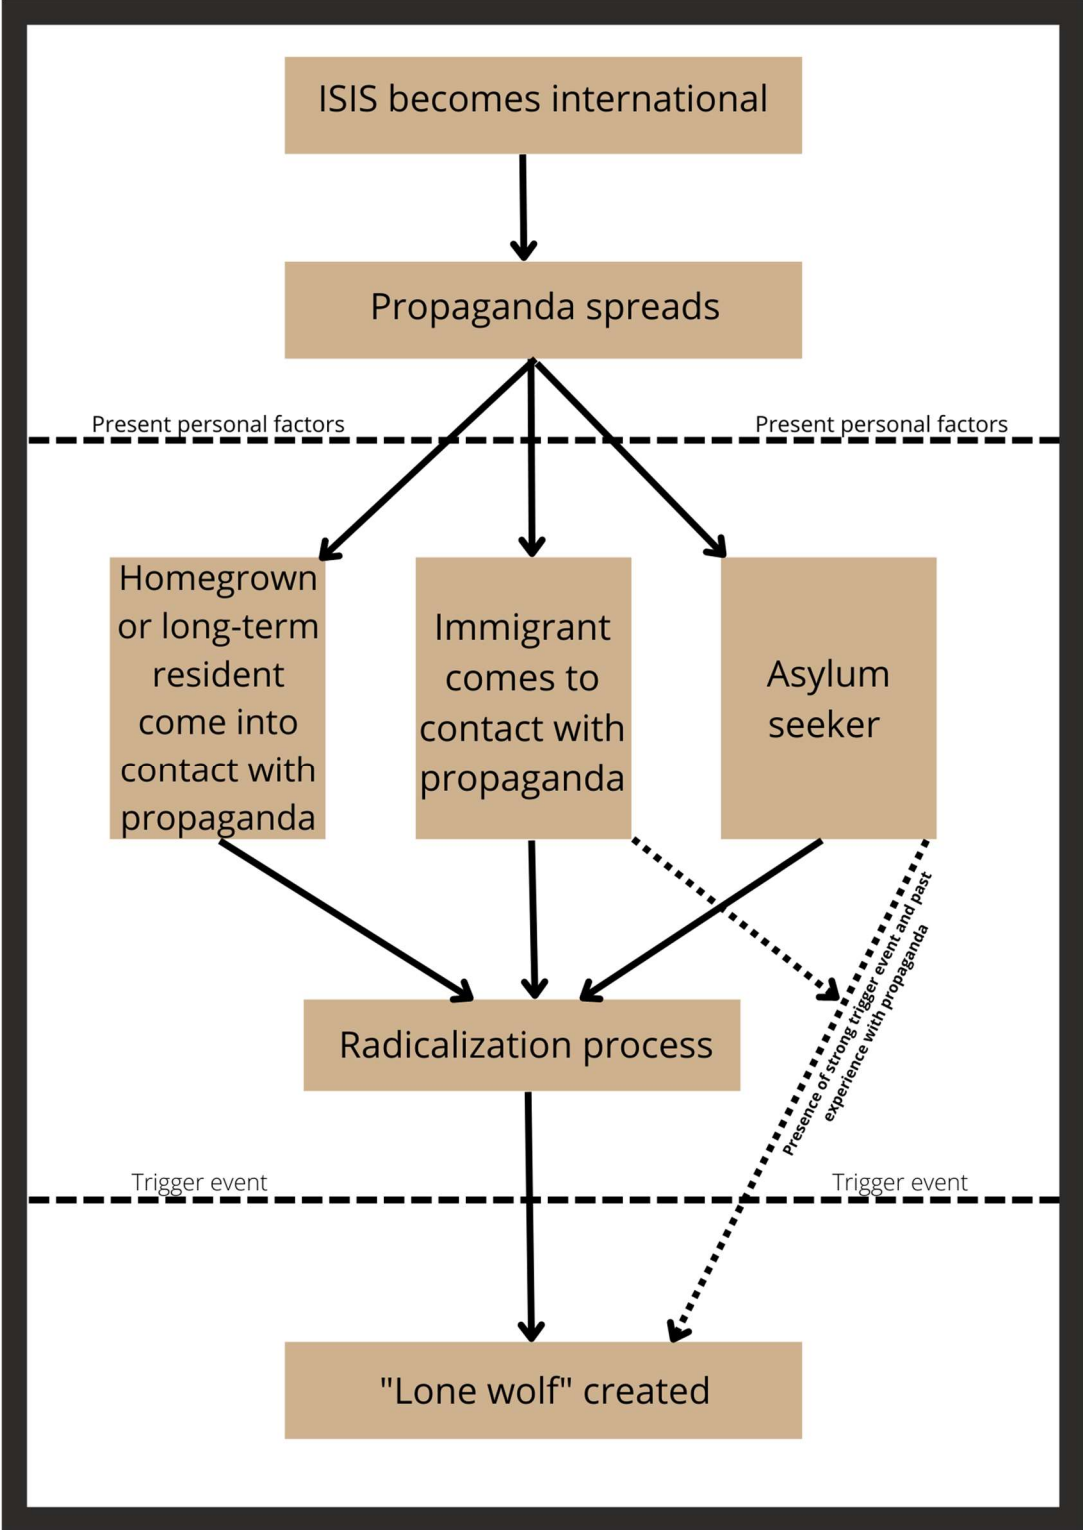 ISIS becomes international
Propaganda spreads
Present personal factors
Present personal factors
Homegrown
or long-term
resident
come into
contact with
propaganda
Immigrant
comes to
contact with
propaganda
Asylum
seeker
Presence of strong trigger event and past
experience with propaganda
Radicalization process
Trigger event
Trigger event
"Lone wolf" created